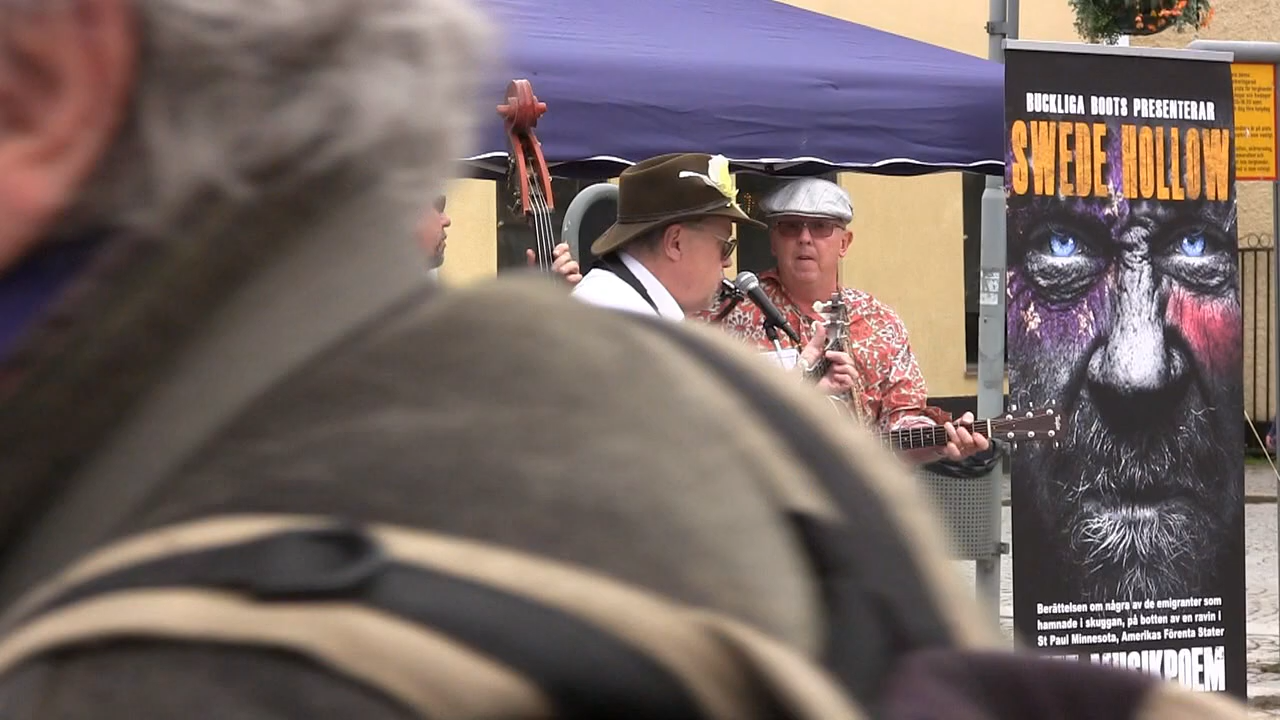 BUCKLIGA BOOTS PRESENTERAR
SWEDE HOLLOW
Berättelsen om några av de emigranter som
hamnade i skuggan, på botten av en ravin i
St Paul Minnesota, Amerikas Förenta Stater
MUSIKPOEM